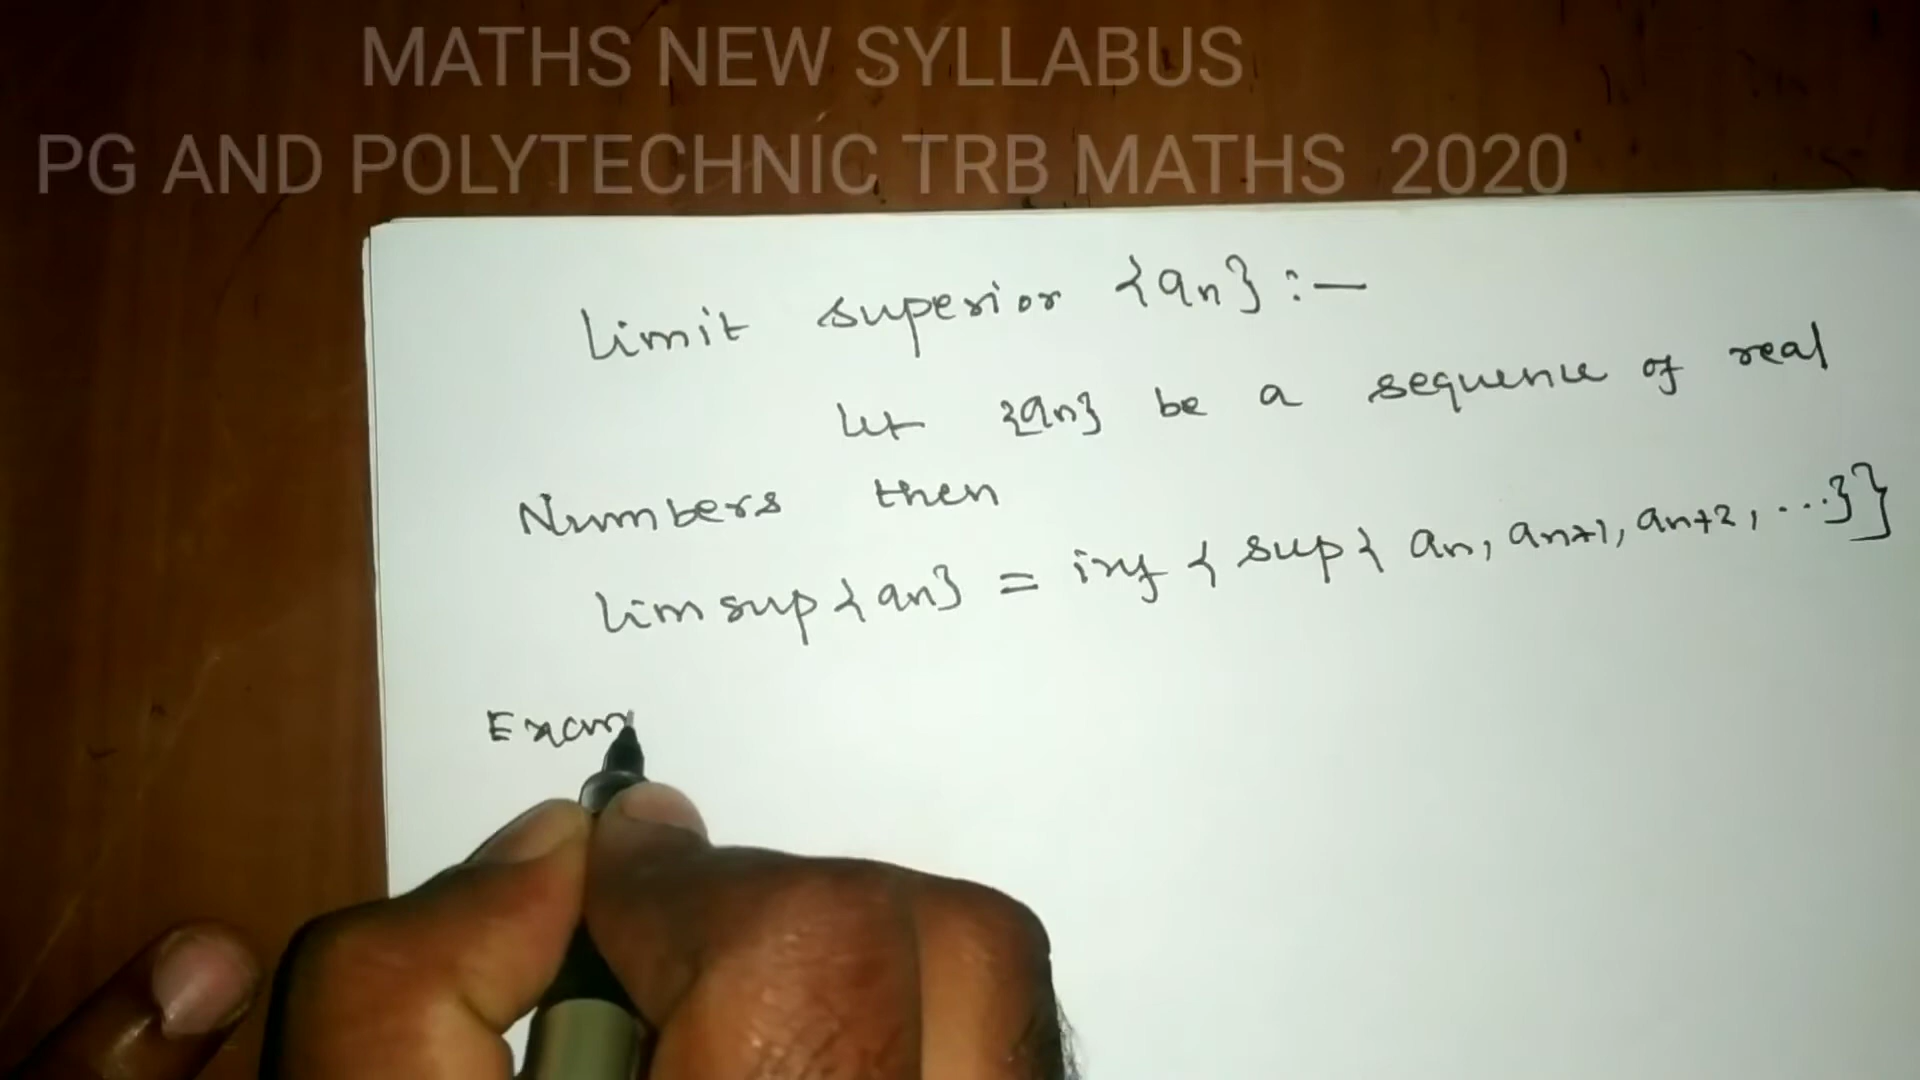 MATHS NEW SYLLABUS
PG AND POLYTECHNIC TRB MATHS 2020
Limit superior {an} :-
Let {an} be a sequence of real
Numbers then
lim sup {an} = inf { sup { an, an+1, an+2, ...}}
Exam